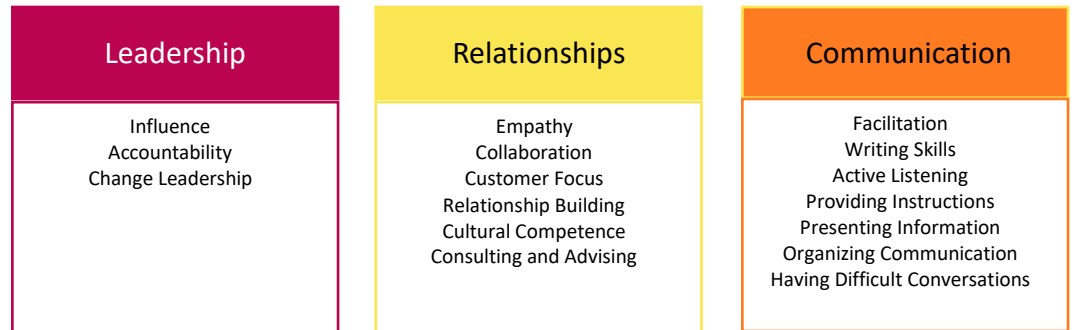 Leadership
Influence
Accountability
Change Leadership
Relationships
Empathy
Collaboration
Customer Focus
Relationship Building
Cultural Competence
Consulting and Advising
Communication
Facilitation
Writing Skills
Active Listening
Providing Instructions
Presenting Information
Organizing Communication
Having Difficult Conversations